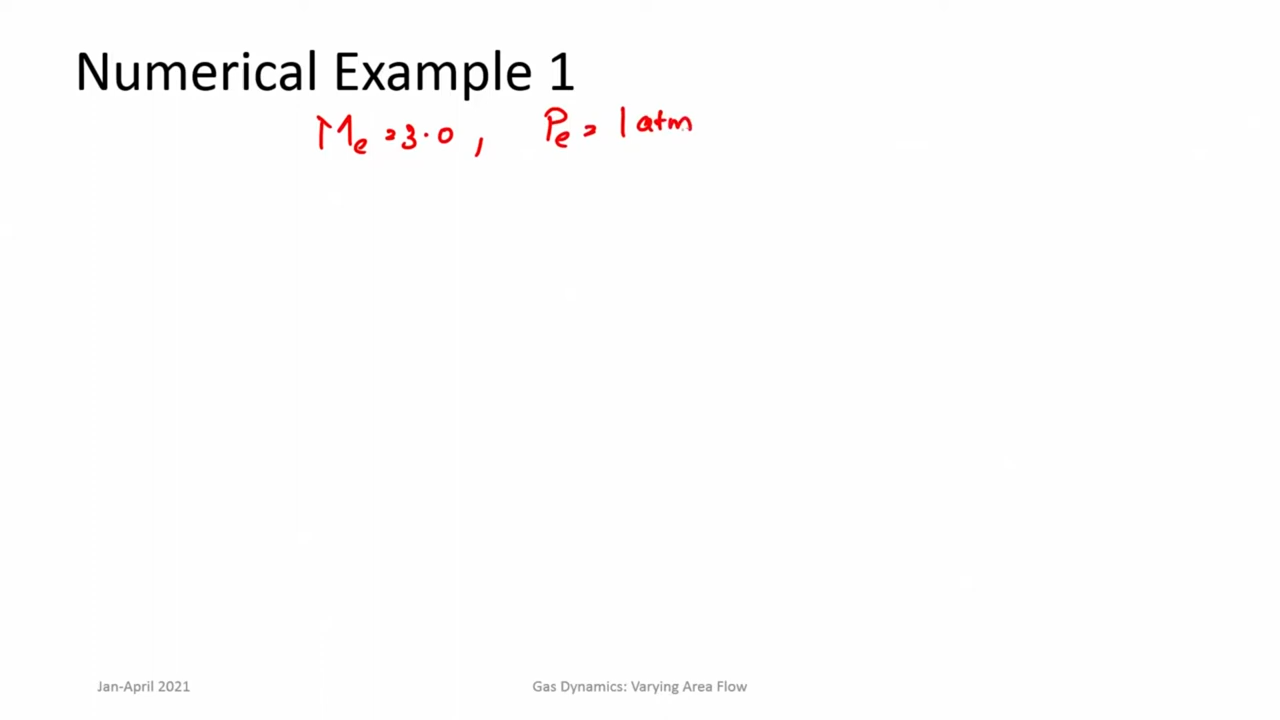 Numerical Example 1
Me = 3.0, Pe = 1 atm
Jan-April 2021
Gas Dynamics: Varying Area Flow